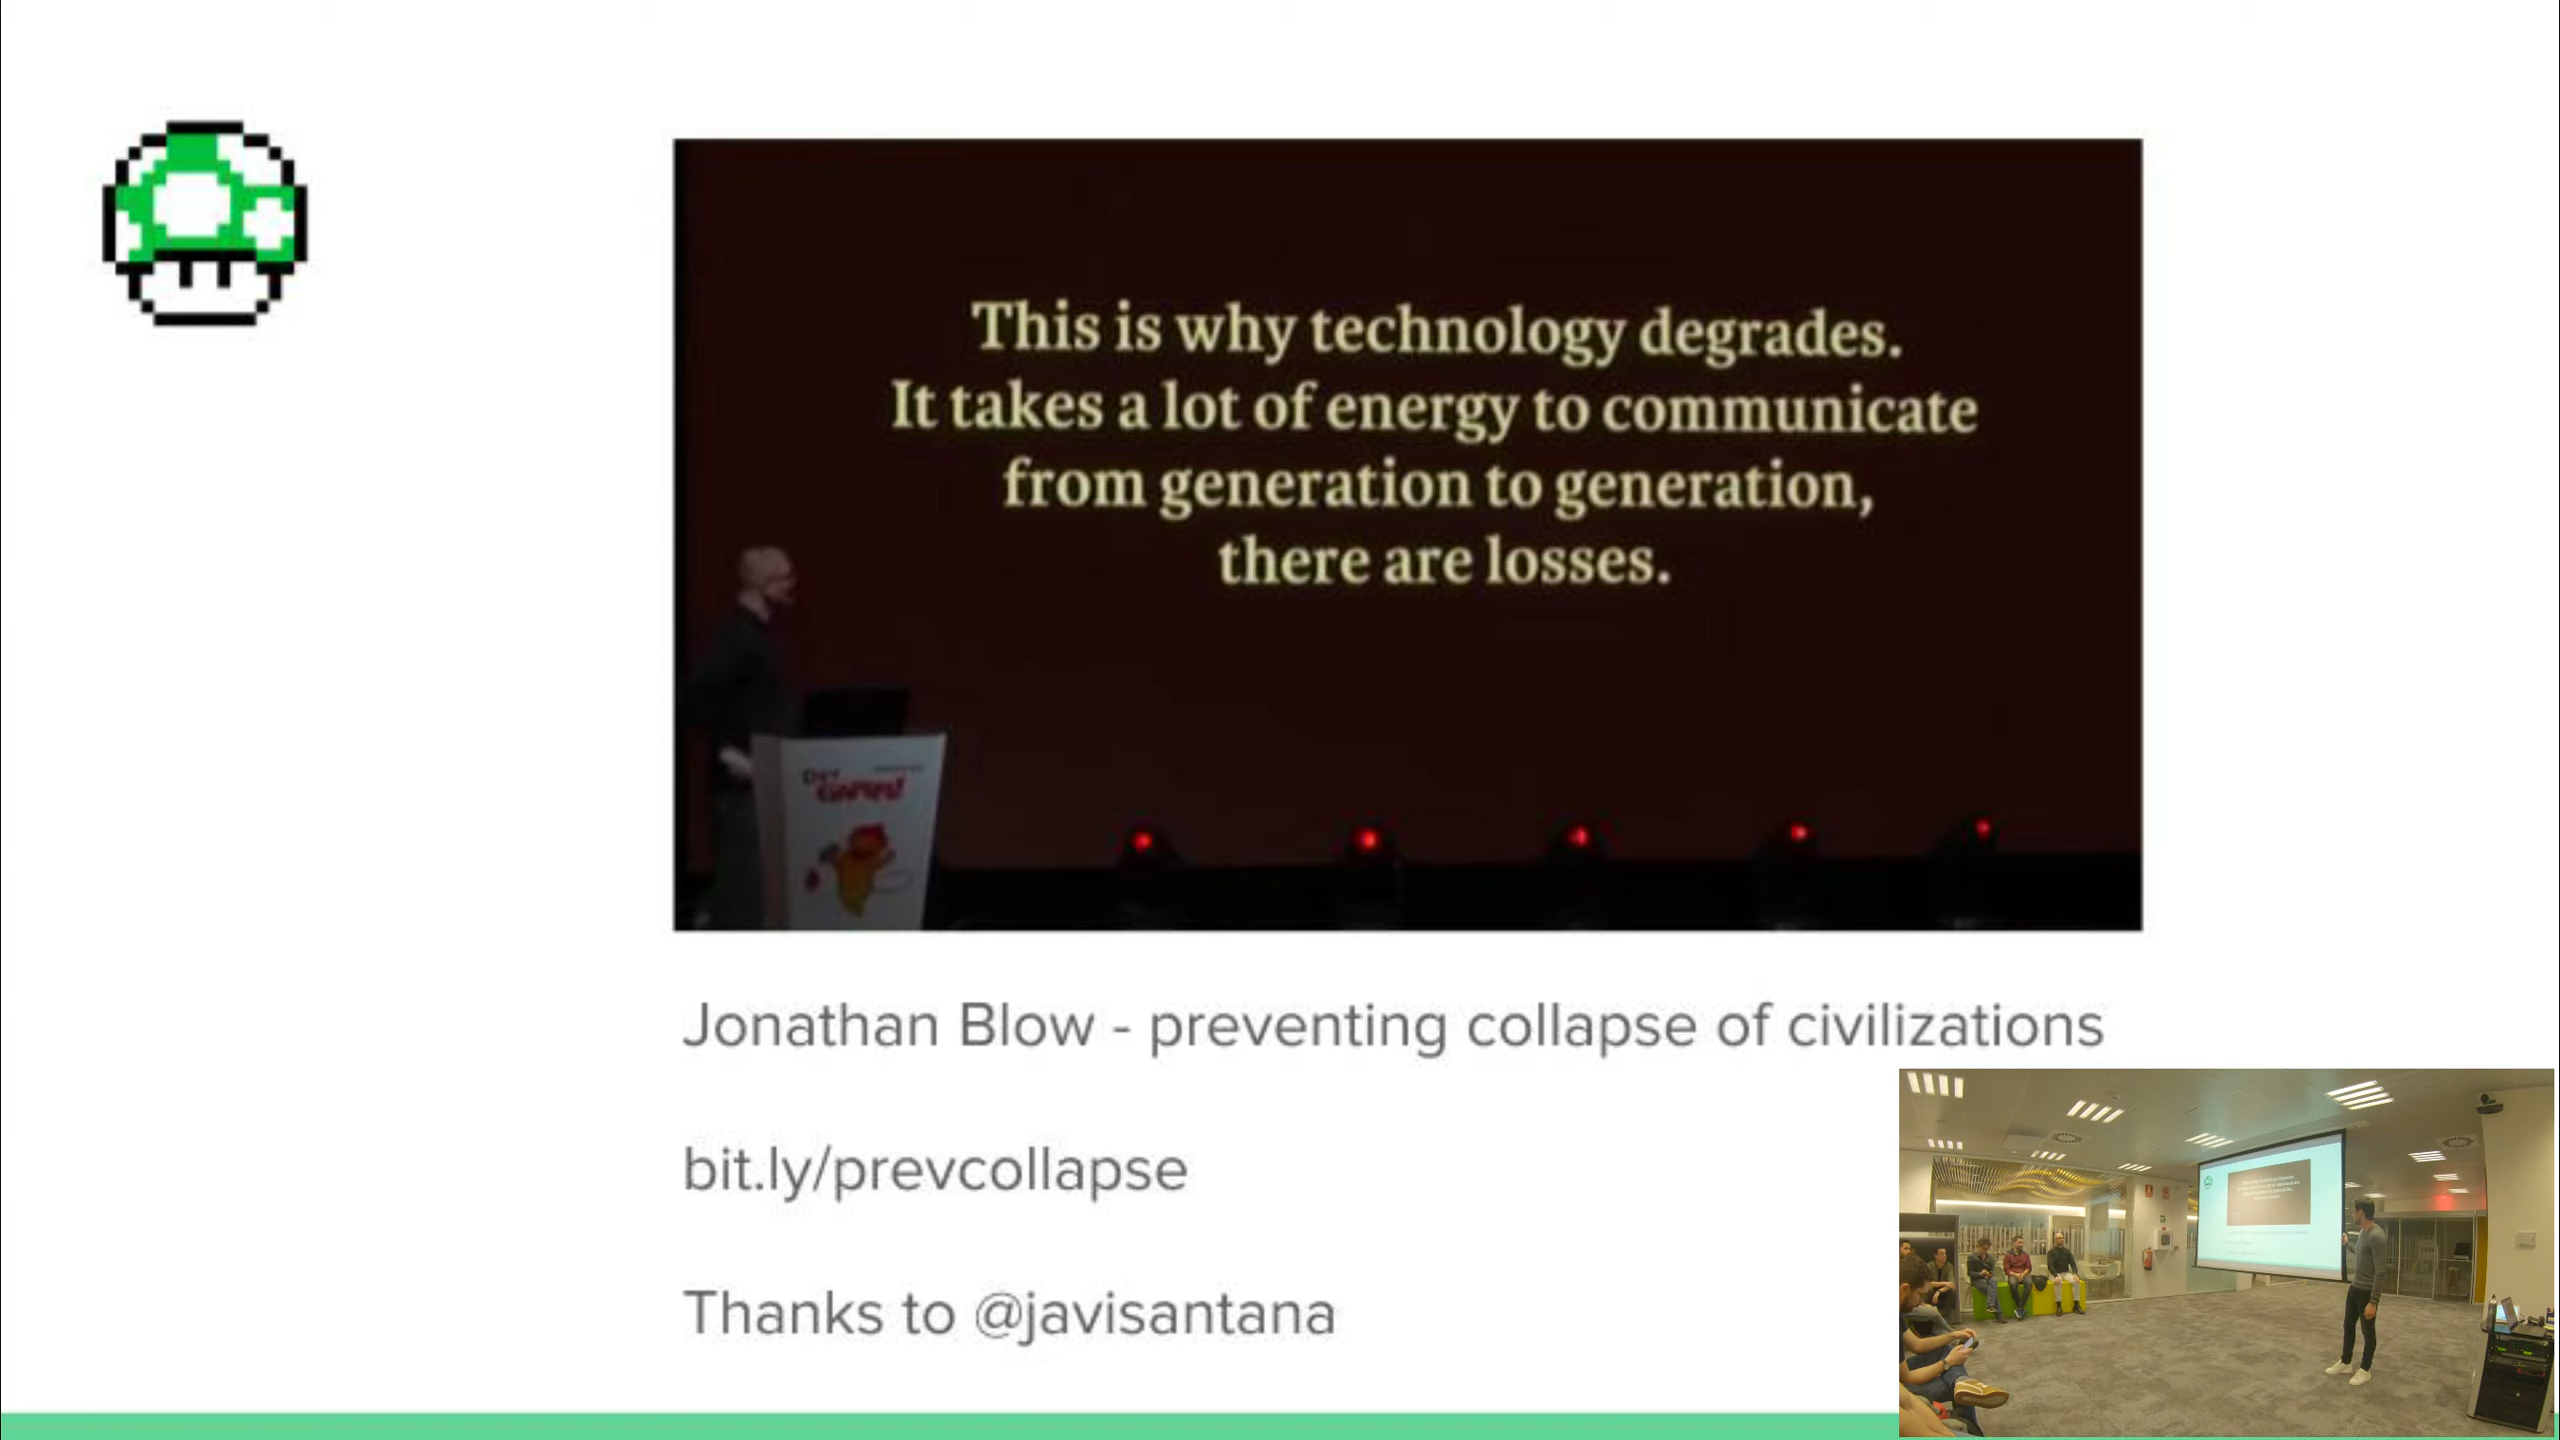 This is why technology degrades.
It takes a lot of energy to communicate
from generation to generation,
there are losses.
Jonathan Blow - preventing collapse of civilizations
bit.ly/prevcollapse
Thanks to @javisantana